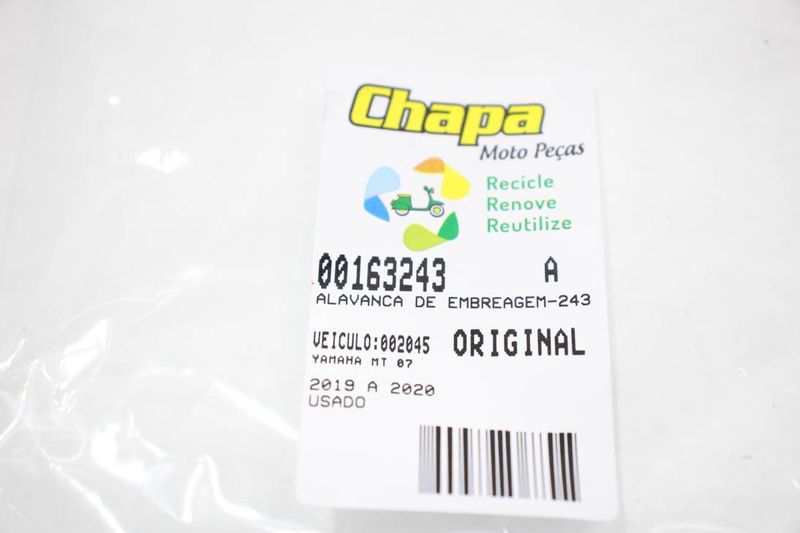 Chapa
Moto Peças
Recicle
Renove
Reutilize
00163243 A
ALAVANCA DE EMBREAGEM-243
VEICULO:002045 ORIGINAL
YAMAHA MT 07
2019 A 2020
USADO